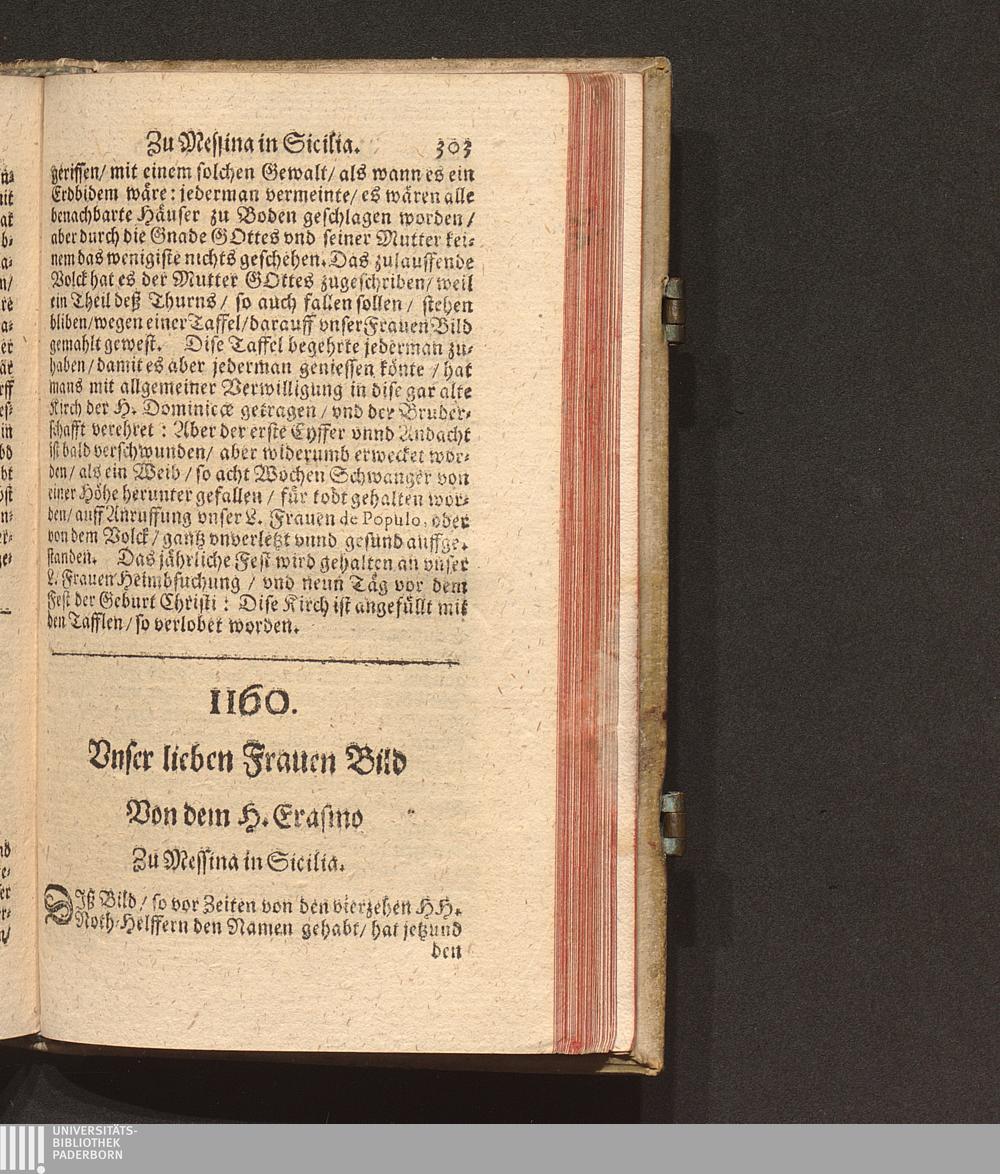 Zu Messina in Sicilia. 303
gerissen/ mit einem solchen Gewalt/ als wann es ein
Erdbidem wäre: jederman vermeinte/ es wären alle
benachbarte Häuser zu Boden geschlagen worden/
aber durch die Gnade GOttes vnd seiner Mutter kei-
nem das wenigiste nichts geschehen. Das zulauffende
Volck hat es der Mutter GOttes zugeschriben/ weil
ein Theil deß Thurns/ so auch fallen sollen/ stehen
bliben/ wegen einer Taffel/ darauff vnser Frauen Bild
gemahlt gewest. Dise Taffel begehrte jederman zu-
haben/ damit es aber jederman geniessen könte/ hat
mans mit allgemeiner Verwilligung in dise gar alte
Kirch der H. Dominicæ getragen/ vnd der Bruder-
schafft verehret: Aber der erste Eyffer vnnd Andacht
ist bald verschwunden/ aber widerumb erwecket wor-
den/ als ein Weib/ so acht Wochen Schwanger von
einer Höhe herunter gefallen/ für todt gehalten wor-
den/ auff Anruffung vnser L. Frauen de Populo, oder
von dem Volck/ gantz vnverletzt vnnd gesund auffge-
standen. Das jährliche Fest wird gehalten an vnser
L. Frauen Heimbsuchung/ vnd neun Täg vor dem
Fest der Geburt Christi: Dise Kirch ist angefüllt mit
den Tafflen/ so verlobet worden.
1160.
Vnser lieben Frauen Bild
Von dem H. Erasmo
Zu Messina in Sicilia.
DIß Bild/ so vor Zeiten von den vierzehen HH.
Noth-Helffern den Namen gehabt/ hat jetzund
den
UNIVERSITÄTS-
BIBLIOTHEK
PADERBORN